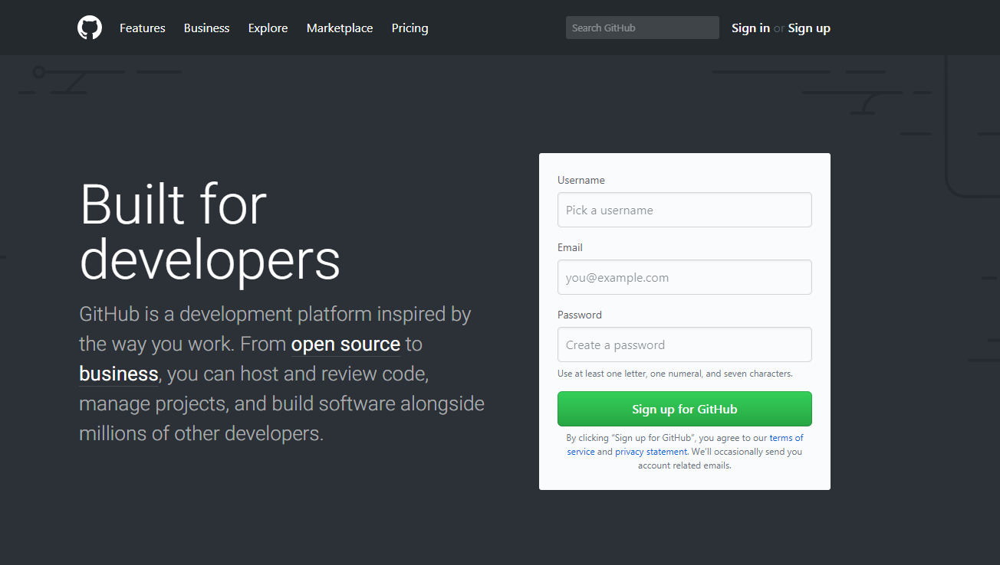 Features Business Explore Marketplace Pricing Search GitHub Sign in or Sign up
Built for
developers
GitHub is a development platform inspired by
the way you work. From open source to
business, you can host and review code,
manage projects, and build software alongside
millions of other developers.
Username
Pick a username
Email
you@example.com
Password
Create a password
Use at least one letter, one numeral, and seven characters.
Sign up for GitHub
By clicking “Sign up for GitHub”, you agree to our terms of
service and privacy statement. We’ll occasionally send you
account related emails.